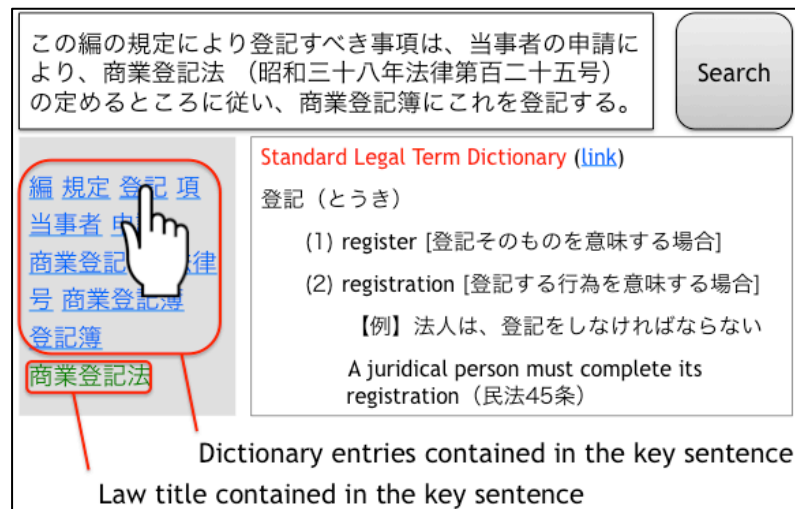 この編の規定により登記すべき事項は、当事者の申請に
より、商業登記法 (昭和三十八年法律第百二十五号)
の定めるところに従い、商業登記簿にこれを登記する。
Search
編 規定 登記 項
当事者 申
商業登記 法律
号 商業登記簿
登記簿
商業登記法
Standard Legal Term Dictionary (link)
登記(とうき)
(1) register [登記そのものを意味する場合]
(2) registration [登記する行為を意味する場合]
【例】法人は、登記をしなければならない
A juridical person must complete its
registration(民法45条)
Dictionary entries contained in the key sentence
Law title contained in the key sentence